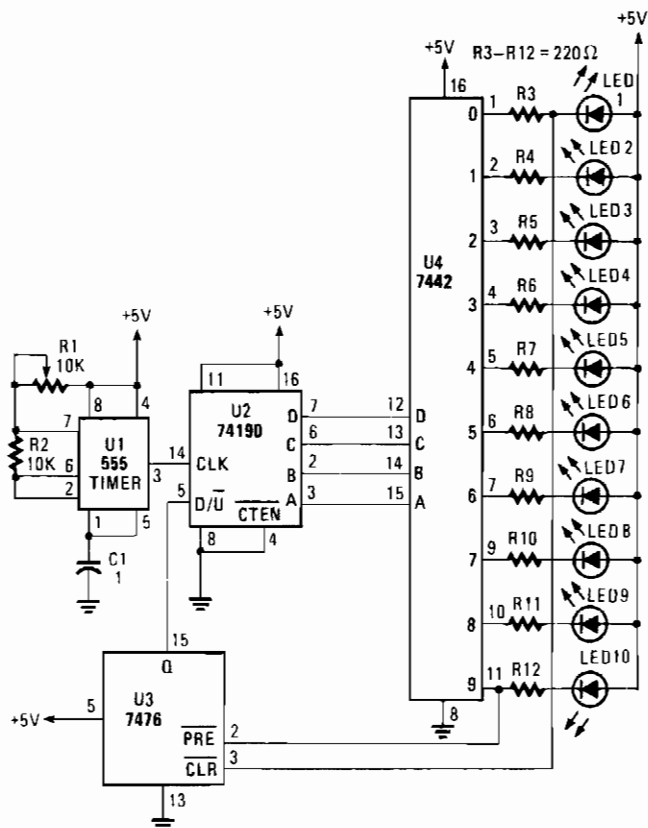 +5V
+5V
R3–R12 = 220Ω
16
0
1
R3
LED
1
1
2
R4
LED2
2
3
R5
LED3
U4
7442
3
4
R6
LED4
4
5
R7
LED5
5
6
R8
LED6
6
7
R9
LED7
7
9
R10
LED8
8
10
R11
LED9
9
11
R12
LED10
8
12
D
13
C
14
B
15
A
+5V
R1
10K
R2
10K
8
4
7
6
2
U1
555
TIMER
3
1
5
C1
1
+5V
11
16
U2
74190
14
CLK
5
D/U̅
CTEN
8
4
D
7
C
6
B
2
A
3
15
Q
U3
7476
+5V
5
PRE
2
CLR
3
13